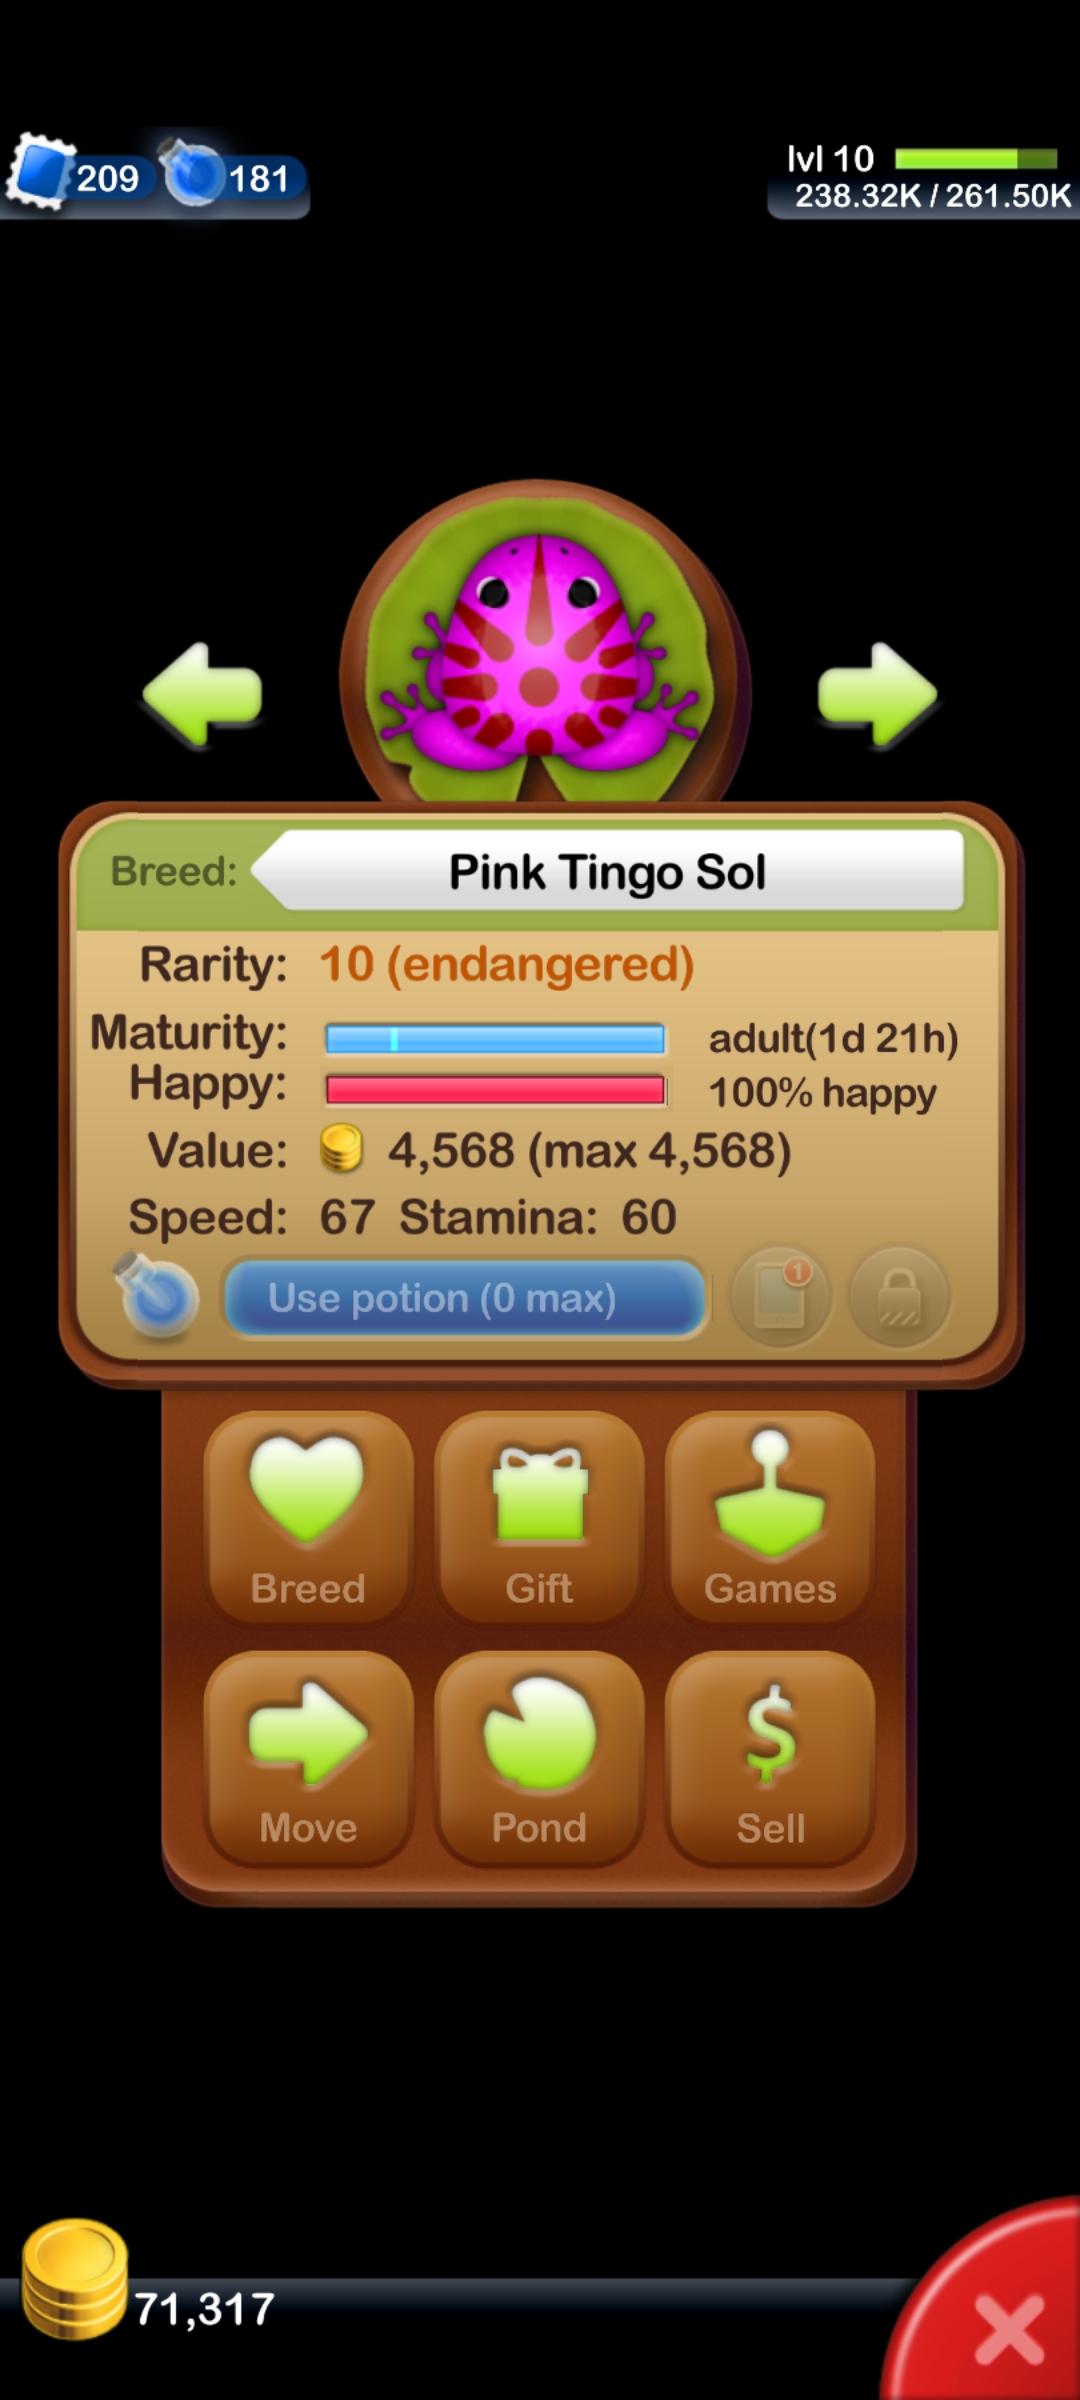 209 181
lvl 10
238.32K / 261.50K
Breed: Pink Tingo Sol
Rarity: 10 (endangered)
Maturity: adult(1d 21h)
Happy: 100% happy
Value: 4,568 (max 4,568)
Speed: 67 Stamina: 60
Use potion (0 max) 1
Breed Gift Games
$
Move Pond Sell
71,317